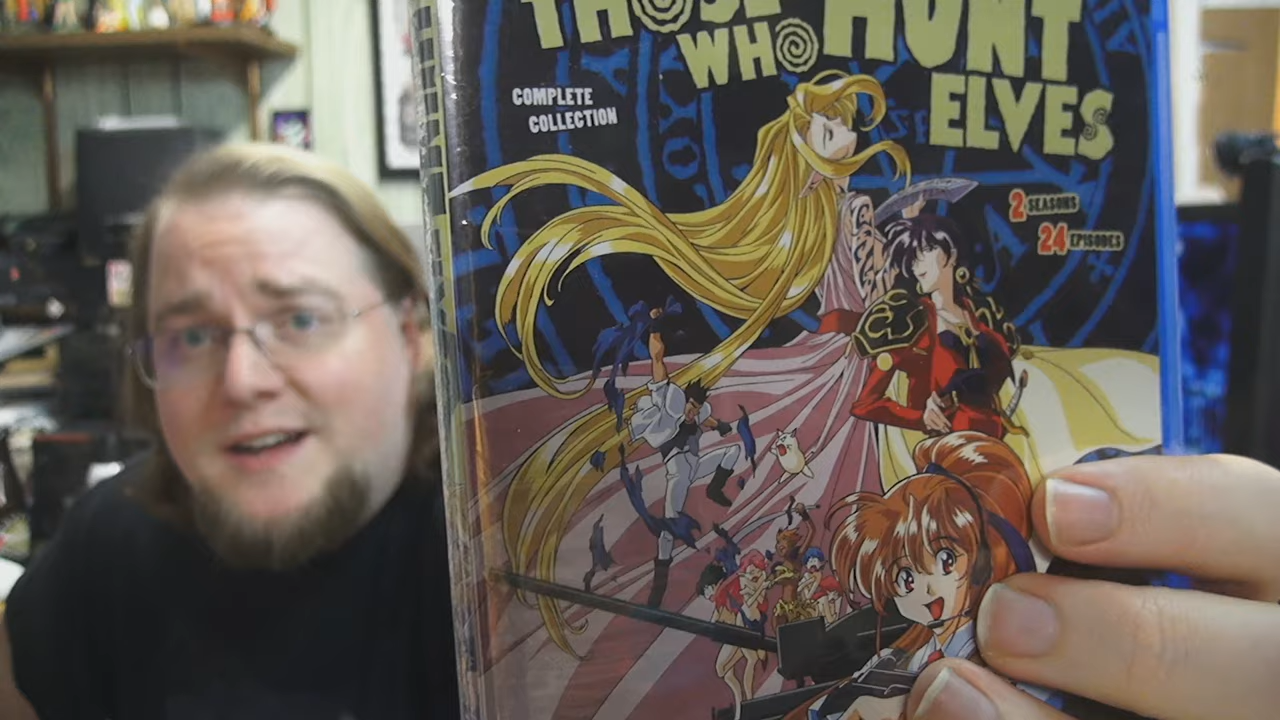 THOSE
WHO HUNT
ELVES
COMPLETE
COLLECTION
2 SEASONS
24 EPISODES